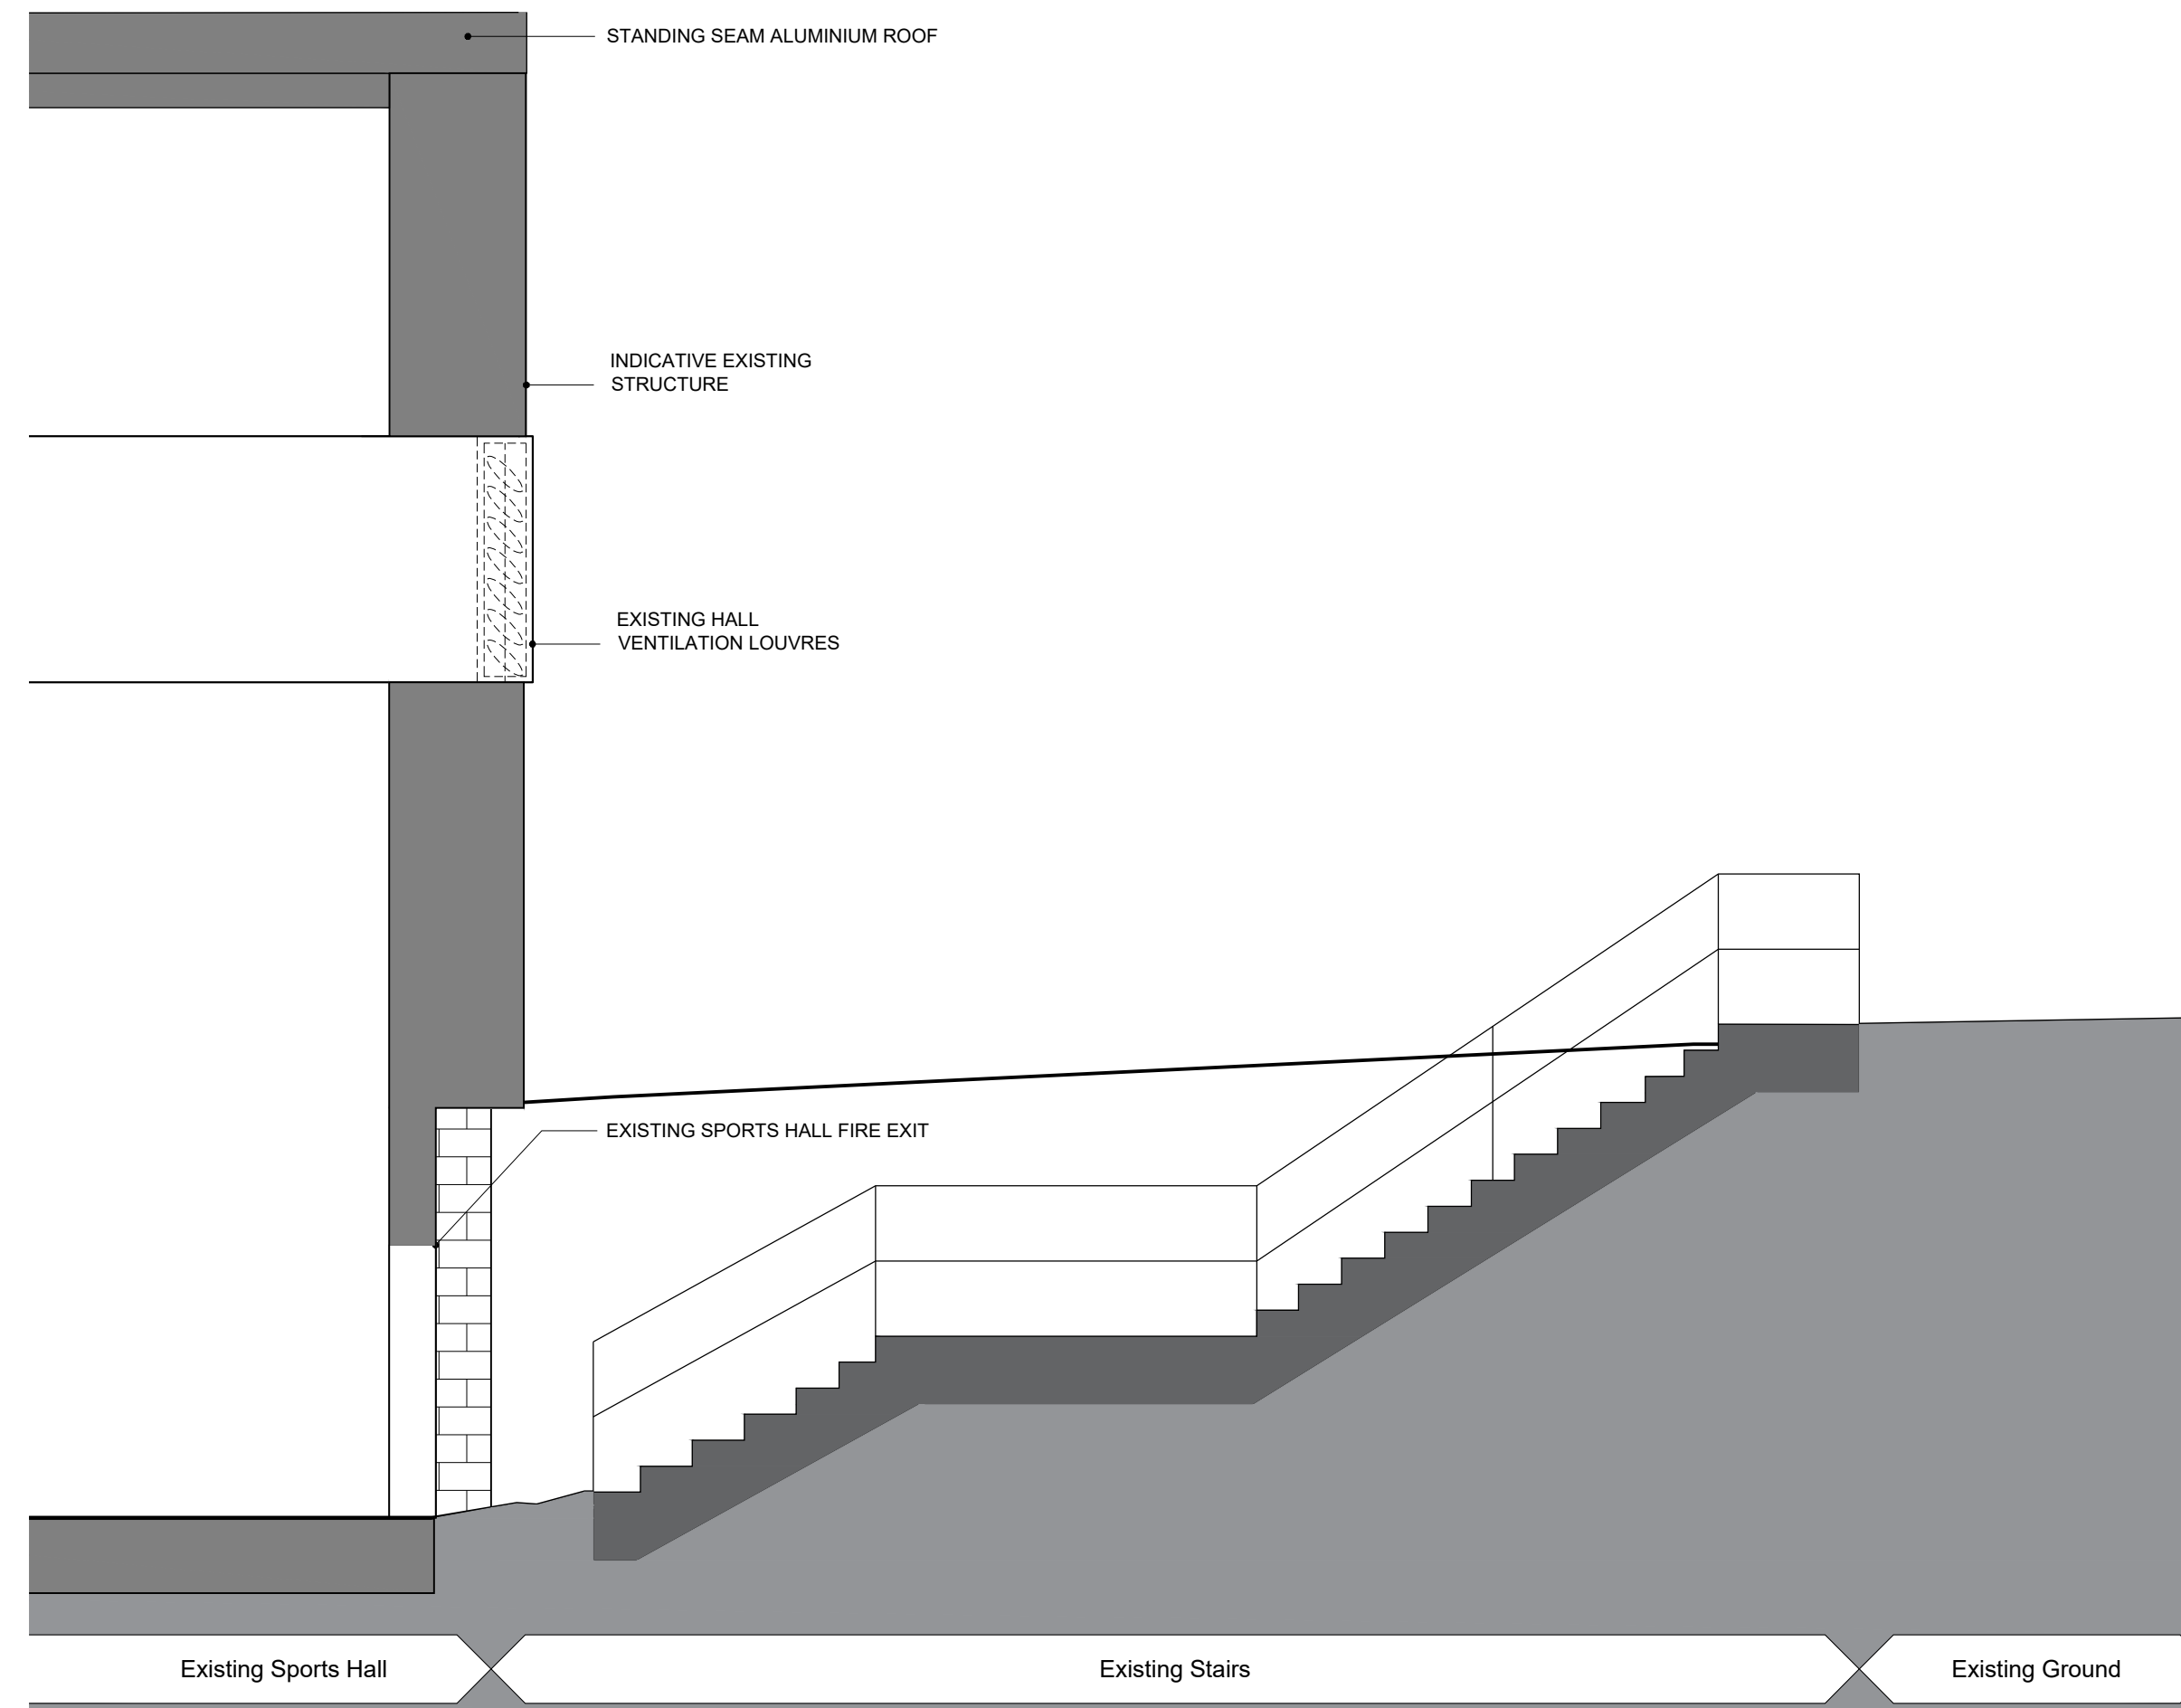 STANDING SEAM ALUMINIUM ROOF
INDICATIVE EXISTING
STRUCTURE
EXISTING HALL
VENTILATION LOUVRES
EXISTING SPORTS HALL FIRE EXIT
Existing Sports Hall
Existing Stairs
Existing Ground